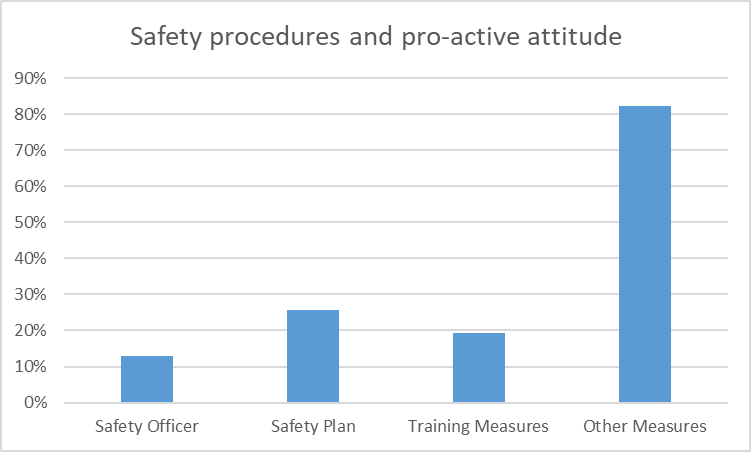 Safety procedures and pro-active attitude
90%
80%
70%
60%
50%
40%
30%
20%
10%
0%
Safety Officer
Safety Plan
Training Measures
Other Measures